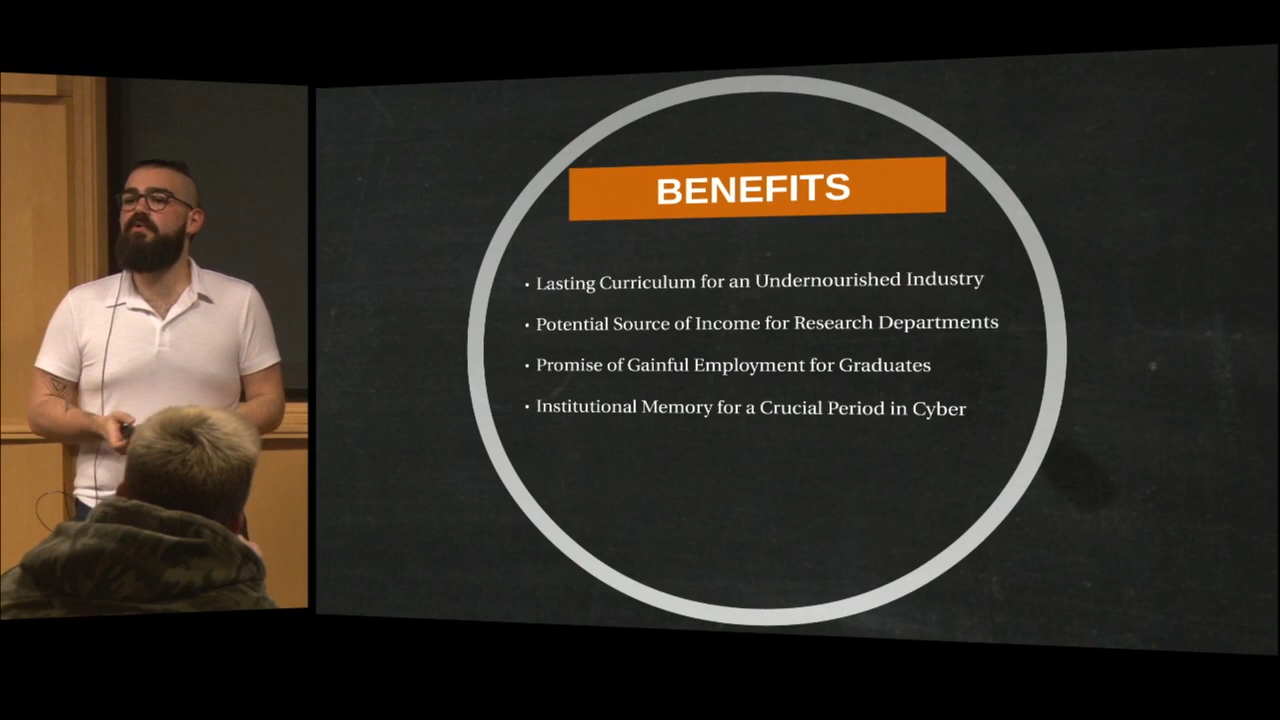 BENEFITS
• Lasting Curriculum for an Undernourished Industry
• Potential Source of Income for Research Departments
• Promise of Gainful Employment for Graduates
• Institutional Memory for a Crucial Period in Cyber